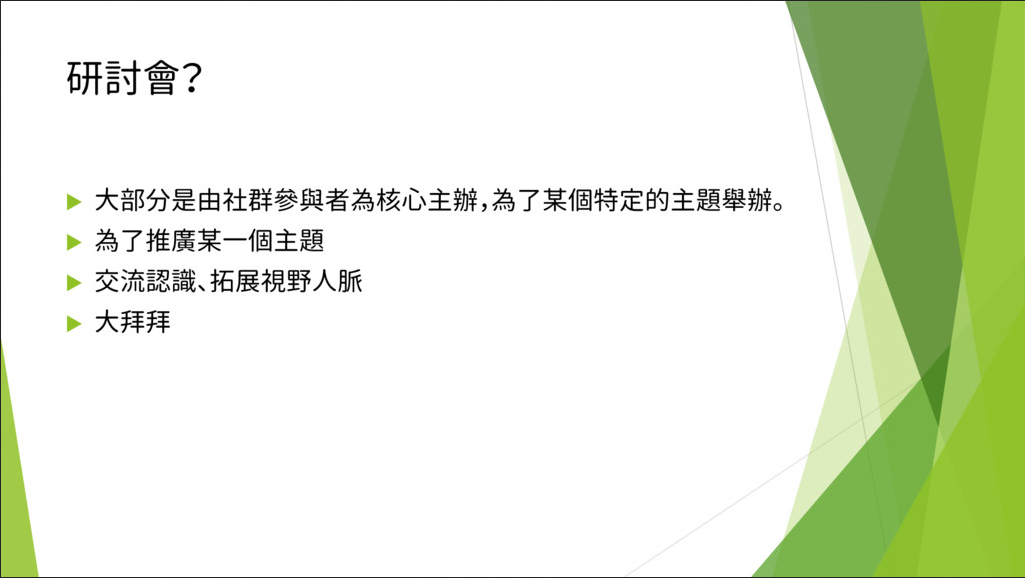 研討會?
大部分是由社群參與者為核心主辦,為了某個特定的主題舉辦。
為了推廣某一個主題
交流認識、拓展視野人脈
大拜拜